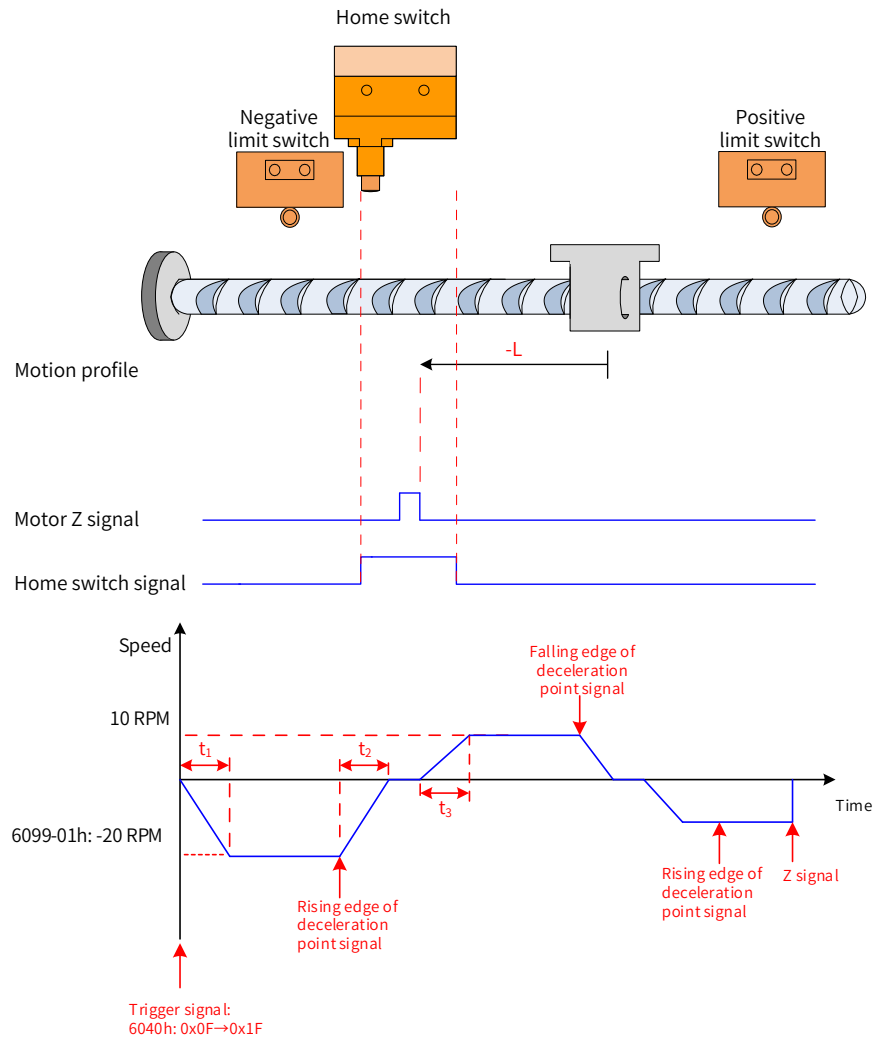 Home switch
Negative
limit switch
Positive
limit switch
-L
Motion profile
Motor Z signal
Home switch signal
Speed
Falling edge of
deceleration
point signal
10 RPM
t1
t2
t3
Time
6099-01h: -20 RPM
Rising edge of
deceleration
point signal
Rising edge of
deceleration
point signal
Z signal
Trigger signal:
6040h: 0x0F→0x1F